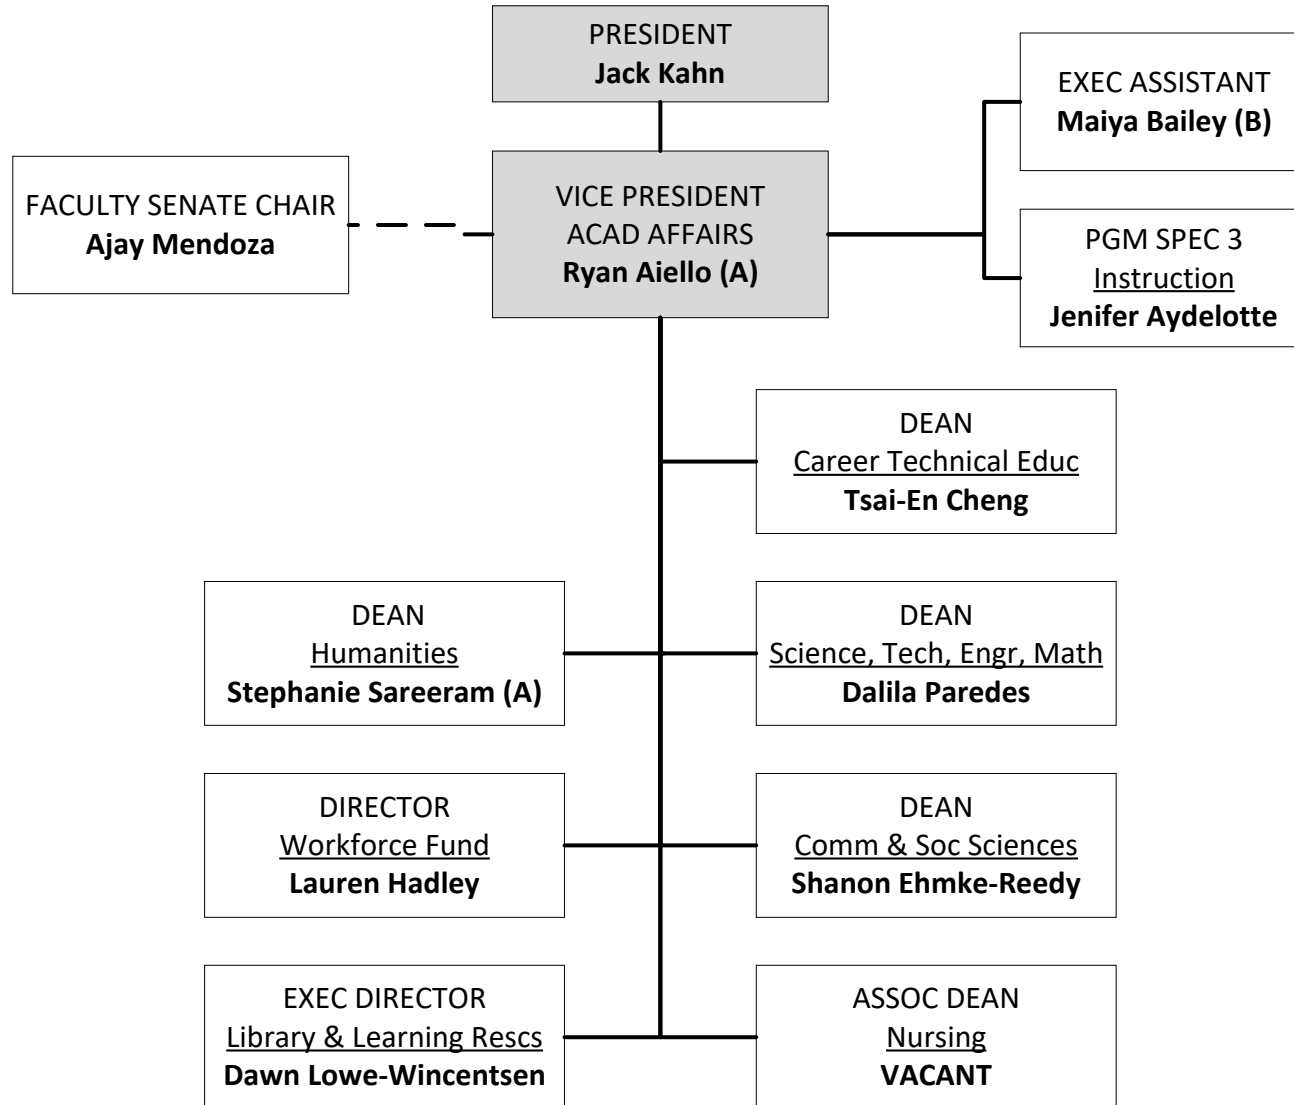 PRESIDENT
Jack Kahn
EXEC ASSISTANT
Maiya Bailey (B)
FACULTY SENATE CHAIR
Ajay Mendoza
VICE PRESIDENT
ACAD AFFAIRS
Ryan Aiello (A)
PGM SPEC 3
Instruction
Jenifer Aydelotte
DEAN
Career Technical Educ
Tsai-En Cheng
DEAN
Humanities
Stephanie Sareeram (A)
DEAN
Science, Tech, Engr, Math
Dalila Paredes
DIRECTOR
Workforce Fund
Lauren Hadley
DEAN
Comm & Soc Sciences
Shanon Ehmke-Reedy
EXEC DIRECTOR
Library & Learning Rescs
Dawn Lowe-Wincentsen
ASSOC DEAN
Nursing
VACANT